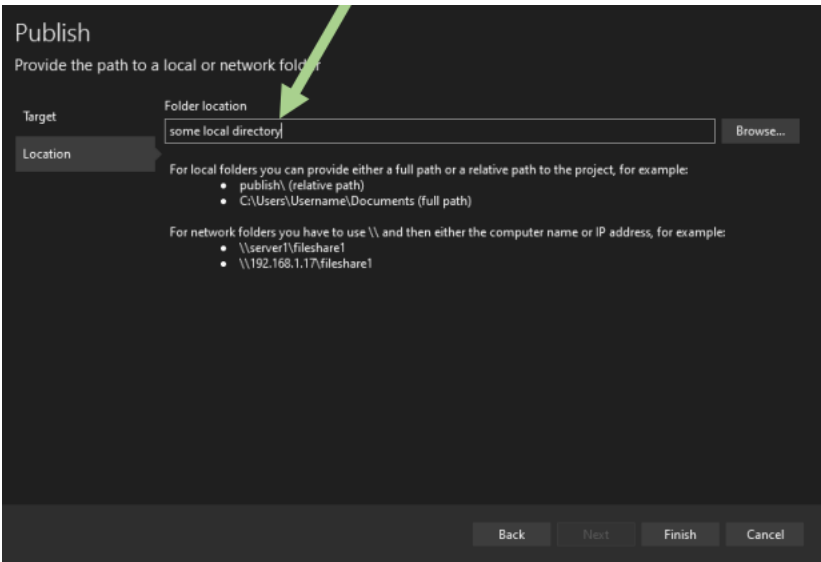 Publish
Provide the path to a local or network folder
Target
Folder location
some local directory
Browse...
Location
For local folders you can provide either a full path or a relative path to the project, for example:
• publish\ (relative path)
• C:\Users\Username\Documents (full path)
For network folders you have to use \\ and then either the computer name or IP address, for example:
• \\server1\fileshare1
• \\192.168.1.17\fileshare1
Back
Next
Finish
Cancel